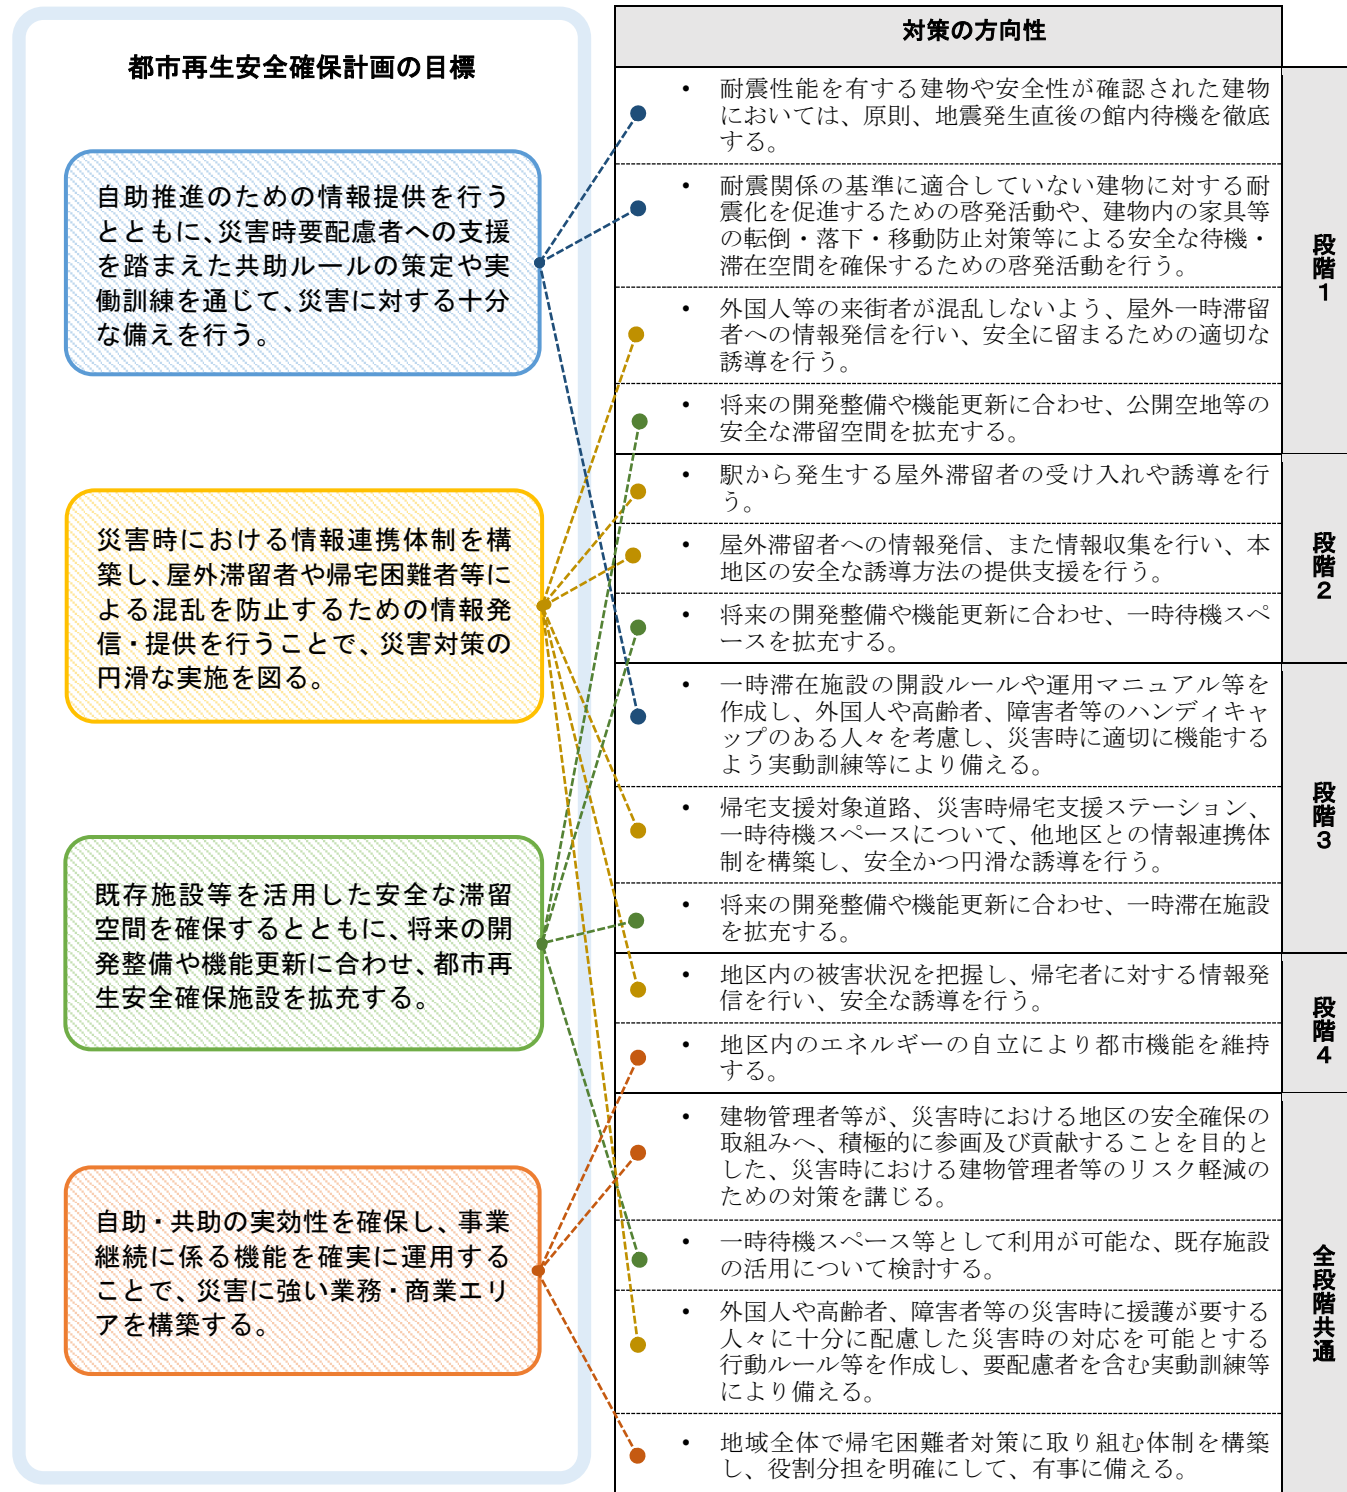 都市再生安全確保計画の目標
自助推進のための情報提供を行う
とともに、災害時要配慮者への支援
を踏まえた共助ルールの策定や実
働訓練を通じて、災害に対する十分
な備えを行う。
災害時における情報連携体制を構
築し、屋外滞留者や帰宅困難者等に
よる混乱を防止するための情報発
信・提供を行うことで、災害対策の
円滑な実施を図る。
既存施設等を活用した安全な滞留
空間を確保するとともに、将来の開
発整備や機能更新に合わせ、都市再
生安全確保施設を拡充する。
自助・共助の実効性を確保し、事業
継続に係る機能を確実に運用する
ことで、災害に強い業務・商業エリ
アを構築する。
対策の方向性
• 耐震性能を有する建物や安全性が確認された建物
においては、原則、地震発生直後の館内待機を徹底
する。
• 耐震関係の基準に適合していない建物に対する耐
震化を促進するための啓発活動や、建物内の家具等
の転倒・落下・移動防止対策等による安全な待機・
滞在空間を確保するための啓発活動を行う。
• 外国人等の来街者が混乱しないよう、屋外一時滞留
者への情報発信を行い、安全に留まるための適切な
誘導を行う。
• 将来の開発整備や機能更新に合わせ、公開空地等の
安全な滞留空間を拡充する。
段階1
• 駅から発生する屋外滞留者の受け入れや誘導を行
う。
• 屋外滞留者への情報発信、また情報収集を行い、本
地区の安全な誘導方法の提供支援を行う。
• 将来の開発整備や機能更新に合わせ、一時待機スペ
ースを拡充する。
段階2
• 一時滞在施設の開設ルールや運用マニュアル等を
作成し、外国人や高齢者、障害者等のハンディキャ
ップのある人々を考慮し、災害時に適切に機能する
よう実動訓練等により備える。
• 帰宅支援対象道路、災害時帰宅支援ステーション、
一時待機スペースについて、他地区との情報連携体
制を構築し、安全かつ円滑な誘導を行う。
• 将来の開発整備や機能更新に合わせ、一時滞在施設
を拡充する。
段階3
• 地区内の被害状況を把握し、帰宅者に対する情報発
信を行い、安全な誘導を行う。
• 地区内のエネルギーの自立により都市機能を維持
する。
段階4
• 建物管理者等が、災害時における地区の安全確保の
取組みへ、積極的に参画及び貢献することを目的と
した、災害時における建物管理者等のリスク軽減の
ための対策を講じる。
• 一時待機スペース等として利用が可能な、既存施設
の活用について検討する。
• 外国人や高齢者、障害者等の災害時に援護が要する
人々に十分に配慮した災害時の対応を可能とする
行動ルール等を作成し、要配慮者を含む実動訓練等
により備える。
• 地域全体で帰宅困難者対策に取り組む体制を構築
し、役割分担を明確にして、有事に備える。
全段階共通